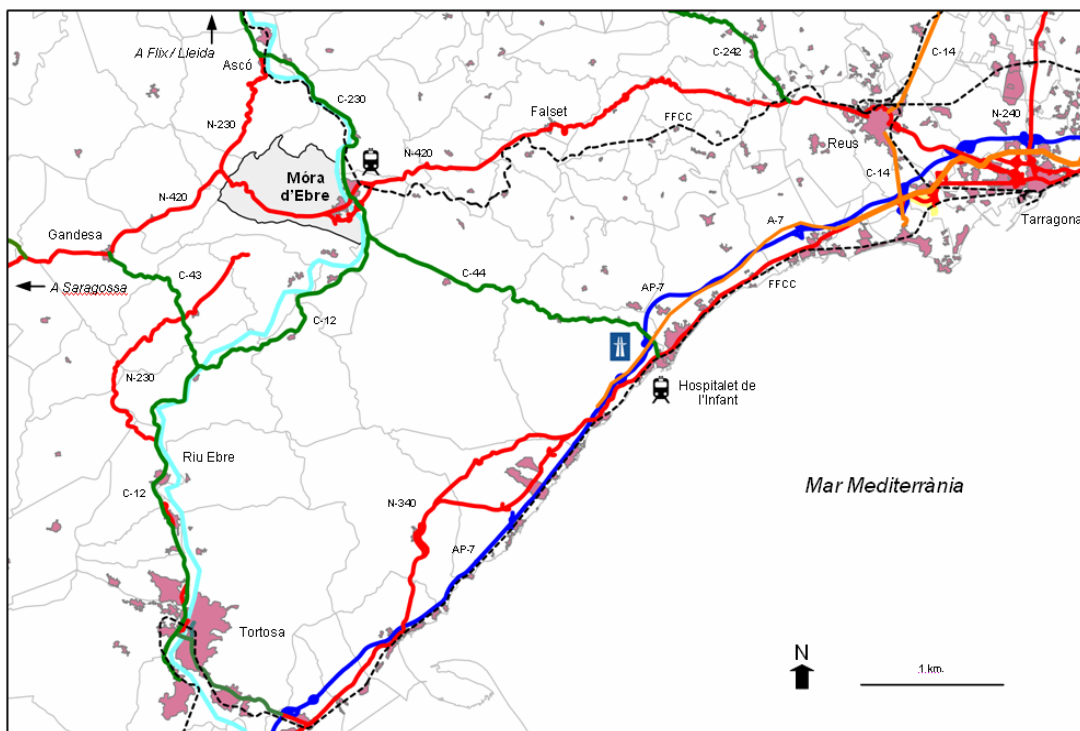 A Flix / Lleida
Ascó
C-230
C-242
C-14
N-240
Falset
FFCC
Reus
N-230
N-420
Móra
d'Ebre
C-14
N-420
Gandesa
A-7
Tarragona
A Saragossa
C-43
C-44
AP-7
FFCC
C-12
N-230
Hospitalet de
l'Infant
Riu Ebre
C-12
Mar Mediterrània
N-340
AP-7
Tortosa
N
1 km.